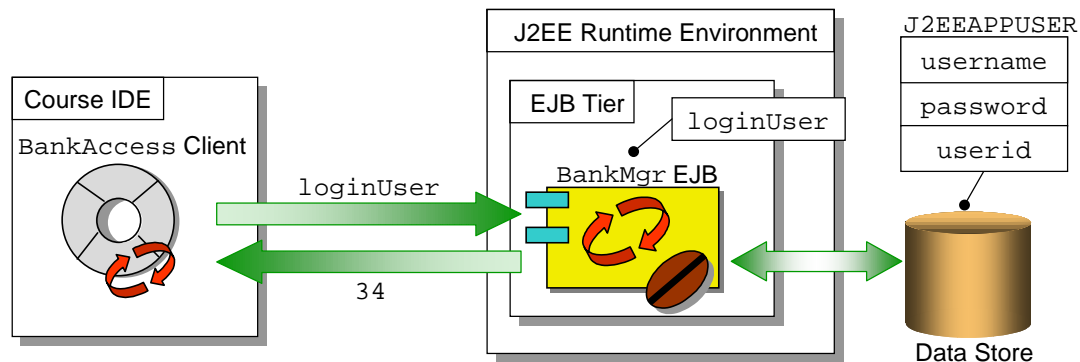 J2EEAPPUSER
J2EE Runtime Environment
username
Course IDE
EJB Tier
password
BankAccess Client
loginUser
userid
loginUser
BankMgr EJB
34
Data Store